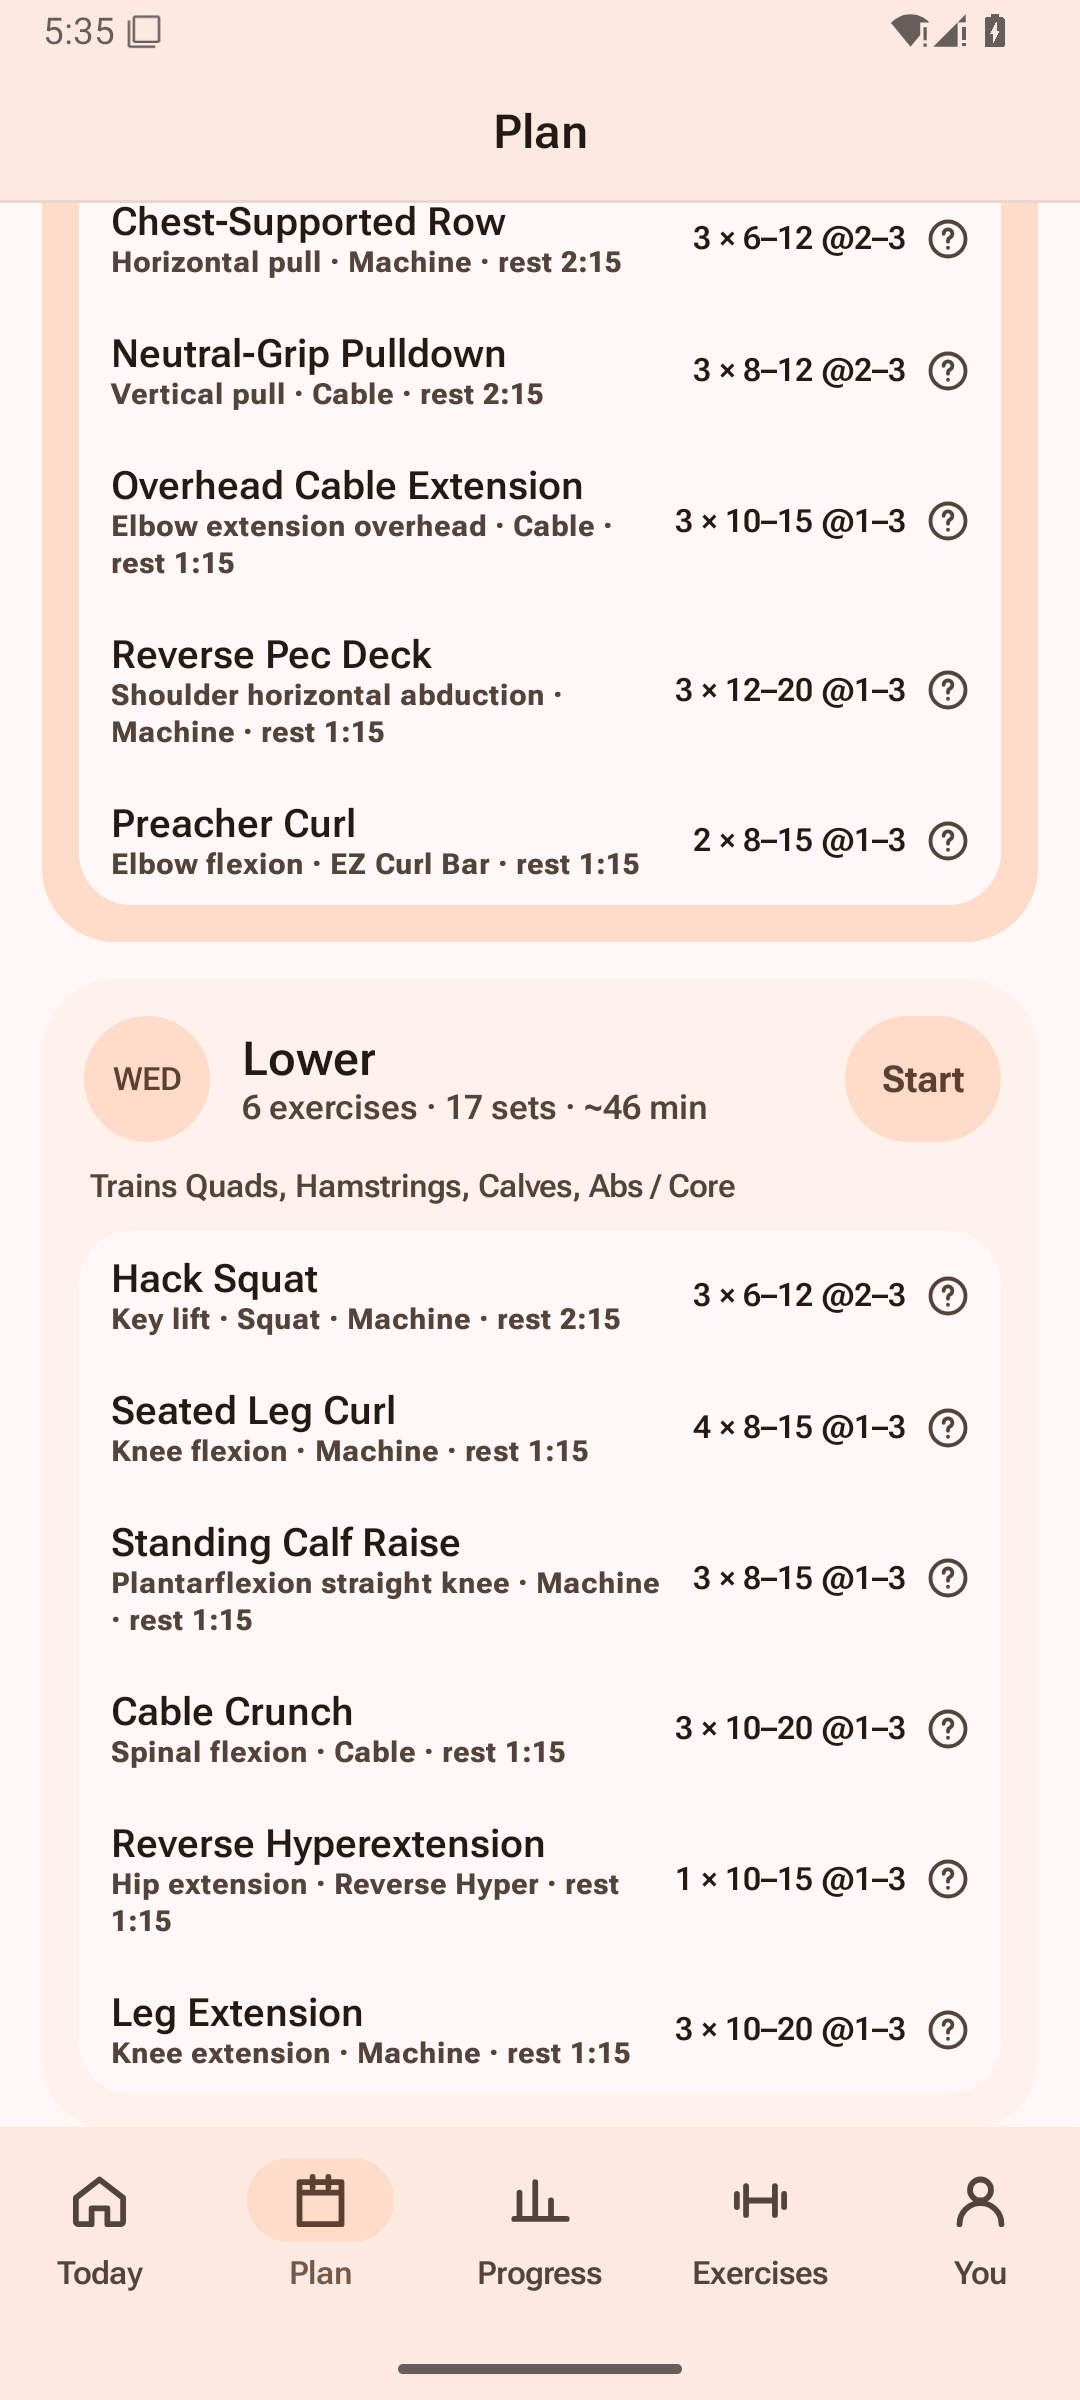 5:35
Plan
Chest-Supported Row
Horizontal pull · Machine · rest 2:15
3 × 6–12 @2–3
Neutral-Grip Pulldown
Vertical pull · Cable · rest 2:15
3 × 8–12 @2–3
Overhead Cable Extension
Elbow extension overhead · Cable ·
rest 1:15
3 × 10–15 @1–3
Reverse Pec Deck
Shoulder horizontal abduction ·
Machine · rest 1:15
3 × 12–20 @1–3
Preacher Curl
Elbow flexion · EZ Curl Bar · rest 1:15
2 × 8–15 @1–3
WED
Lower
6 exercises · 17 sets · ~46 min
Start
Trains Quads, Hamstrings, Calves, Abs / Core
Hack Squat
Key lift · Squat · Machine · rest 2:15
3 × 6–12 @2–3
Seated Leg Curl
Knee flexion · Machine · rest 1:15
4 × 8–15 @1–3
Standing Calf Raise
Plantarflexion straight knee · Machine
· rest 1:15
3 × 8–15 @1–3
Cable Crunch
Spinal flexion · Cable · rest 1:15
3 × 10–20 @1–3
Reverse Hyperextension
Hip extension · Reverse Hyper · rest
1:15
1 × 10–15 @1–3
Leg Extension
Knee extension · Machine · rest 1:15
3 × 10–20 @1–3
Today
Plan
Progress
Exercises
You